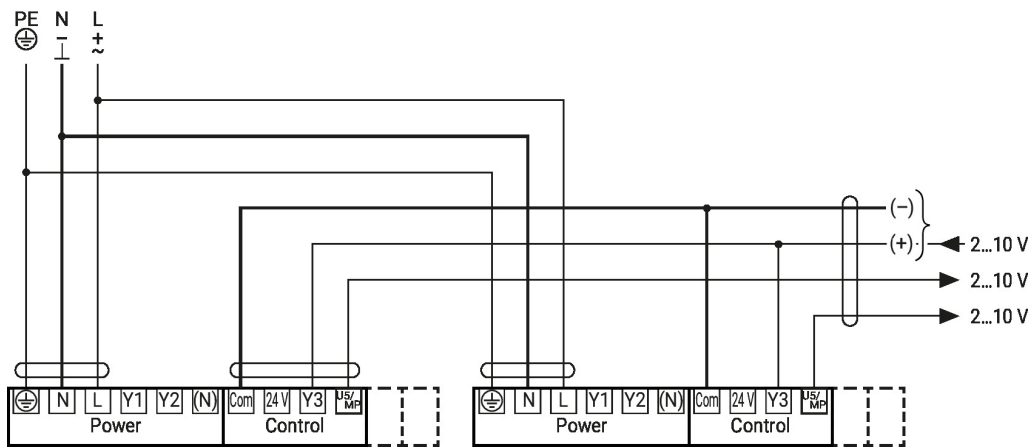 PE N L
⏚ - +
⊥ ~
(–)
(+) 2...10 V
2...10 V
2...10 V
⏚ N L Y1 Y2 (N) Com 24 V Y3 U5/MP
Power Control
⏚ N L Y1 Y2 (N) Com 24 V Y3 U5/MP
Power Control